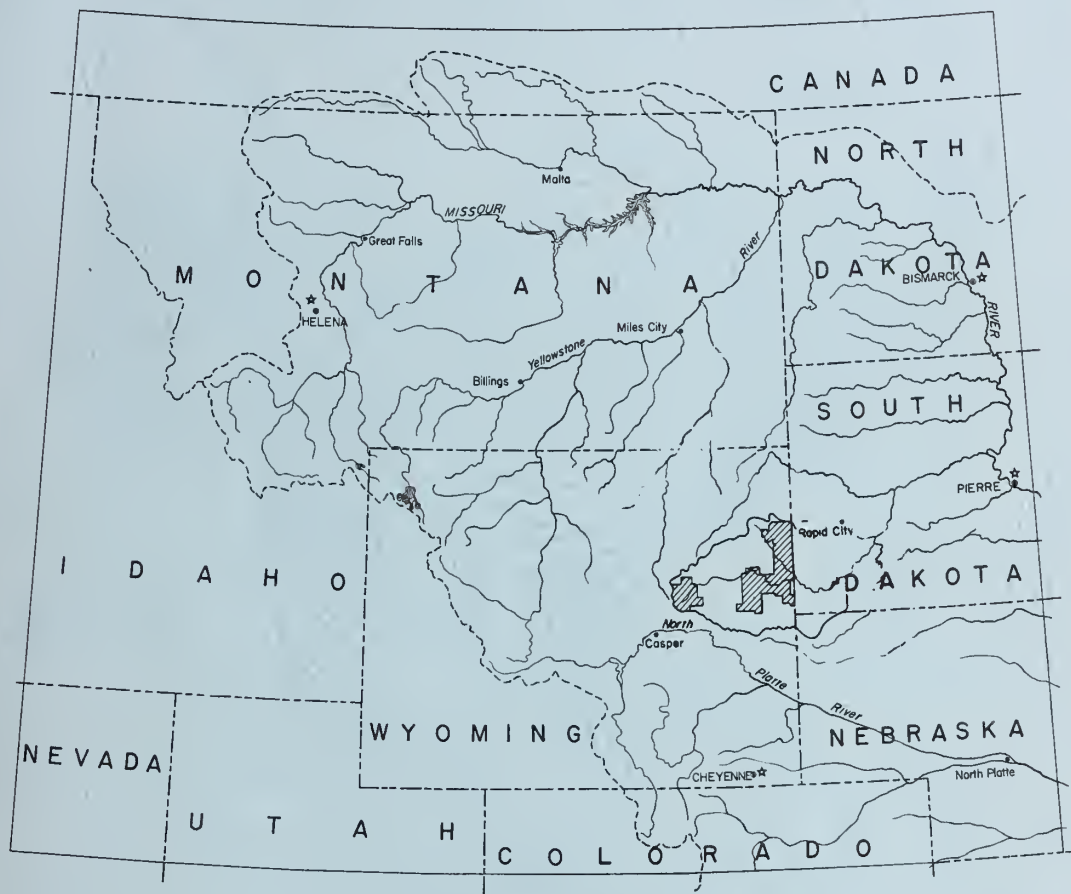 CANADA
NORTH
Malta
MISSOURI
Great Falls
River
DAKOTA
MONTANA
BISMARCK
HELENA
RIVER
Miles City
Yellowstone
Billings
SOUTH
PIERRE
Rapid City
IDAHO
DAKOTA
North
Casper
Platte
River
WYOMING
NEBRASKA
NEVADA
CHEYENNE
North Platte
UTAH
COLORADO